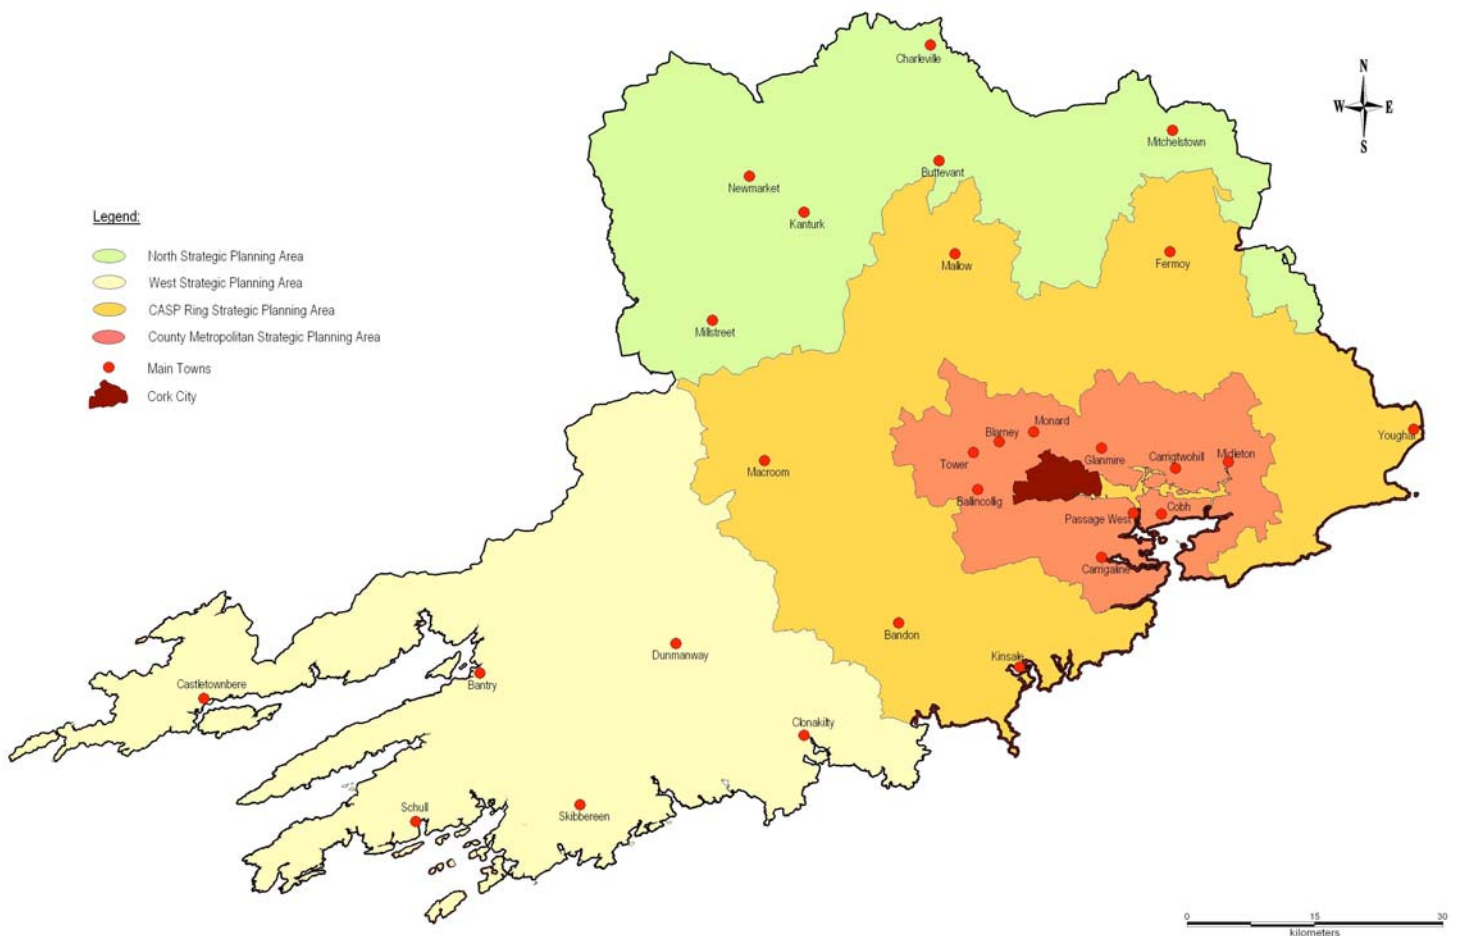 Charleville
N
W E
S
Mitchelstown
Buttevant
Newmarket
Kanturk
Legend:
North Strategic Planning Area
West Strategic Planning Area
CASP Ring Strategic Planning Area
County Metropolitan Strategic Planning Area
Main Towns
Cork City
Mallow
Fermoy
Millstreet
Monard
Blarney
Youghal
Tower
Glanmire
Carrigtwohill
Midleton
Macroom
Ballincollig
Cobh
Passage West
Carrigaline
Bandon
Kinsale
Dunmanway
Castletownbere
Bantry
Clonakilty
Schull
Skibbereen
0 15 30
kilometers